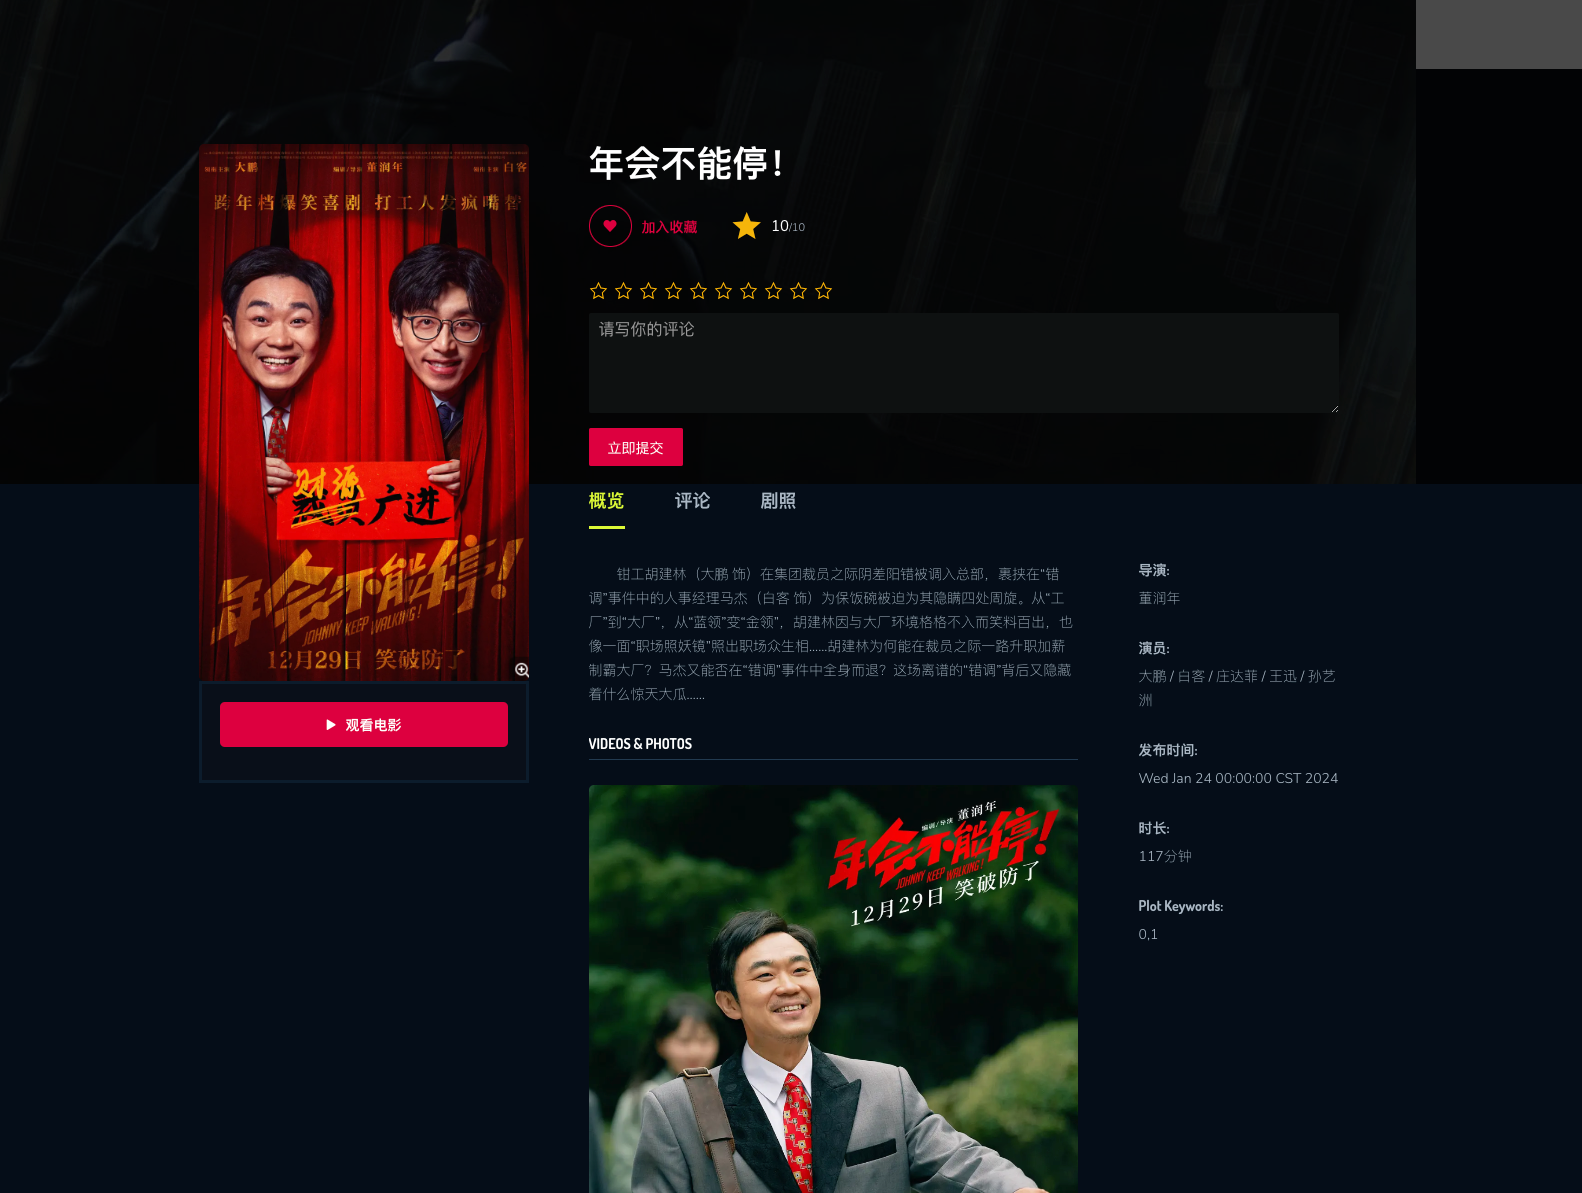 年会不能停！
加入收藏
10/10
请写你的评论
立即提交
大鹏
董润年
白客
跨年档爆笑喜剧 打工人发疯嘴替
财源
裁员广进
年会不能停!
JOHNNY KEEP WALKING!
12月29日 笑破防了
观看电影
概览 评论 剧照
钳工胡建林（大鹏 饰）在集团裁员之际阴差阳错被调入总部，裹挟在“错
调”事件中的人事经理马杰（白客 饰）为保饭碗被迫为其隐瞒四处周旋。从“工
厂”到“大厂”，从“蓝领”变“金领”，胡建林因与大厂环境格格不入而笑料百出，也
像一面“职场照妖镜”照出职场众生相......胡建林为何能在裁员之际一路升职加薪
制霸大厂？马杰又能否在“错调”事件中全身而退？这场离谱的“错调”背后又隐藏
着什么惊天大瓜......
VIDEOS & PHOTOS
编剧/导演 董润年
年会不能停!
JOHNNY KEEP WALKING!
12月29日 笑破防了
导演:
董润年
演员:
大鹏 / 白客 / 庄达菲 / 王迅 / 孙艺
洲
发布时间:
Wed Jan 24 00:00:00 CST 2024
时长:
117分钟
Plot Keywords:
0,1